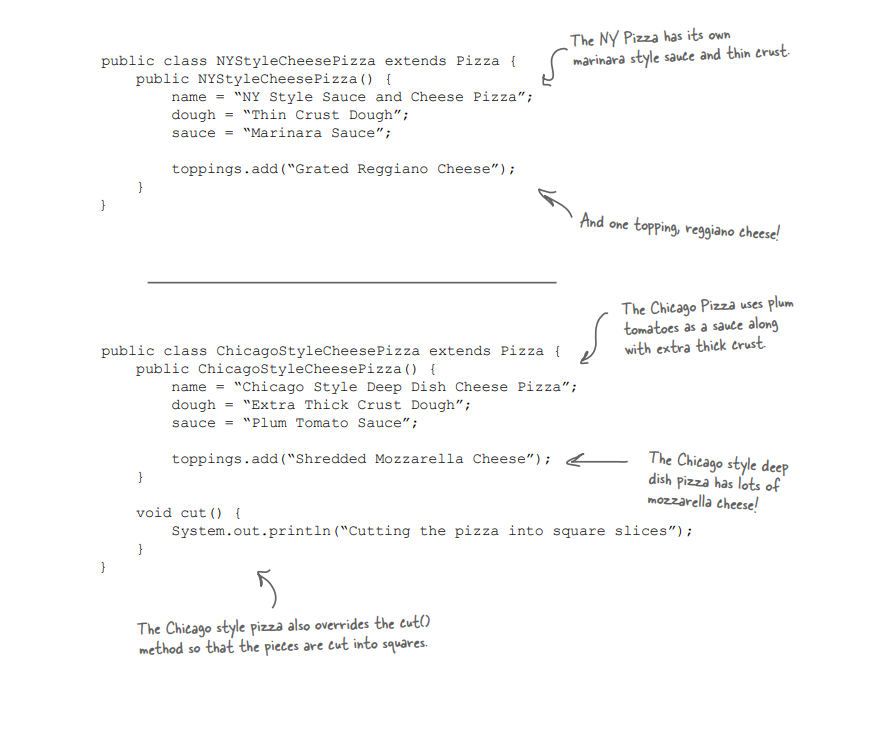 The NY Pizza has its own
marinara style sauce and thin crust.
public class NYStyleCheesePizza extends Pizza {
public NYStyleCheesePizza() {
name = “NY Style Sauce and Cheese Pizza”;
dough = “Thin Crust Dough”;
sauce = “Marinara Sauce”;
toppings.add(“Grated Reggiano Cheese”);
}
}
And one topping, reggiano cheese!
The Chicago Pizza uses plum
tomatoes as a sauce along
with extra thick crust.
public class ChicagoStyleCheesePizza extends Pizza {
public ChicagoStyleCheesePizza() {
name = “Chicago Style Deep Dish Cheese Pizza”;
dough = “Extra Thick Crust Dough”;
sauce = “Plum Tomato Sauce”;
toppings.add(“Shredded Mozzarella Cheese”);
}
The Chicago style deep
dish pizza has lots of
mozzarella cheese!
void cut() {
System.out.println(“Cutting the pizza into square slices”);
}
}
The Chicago style pizza also overrides the cut()
method so that the pieces are cut into squares.